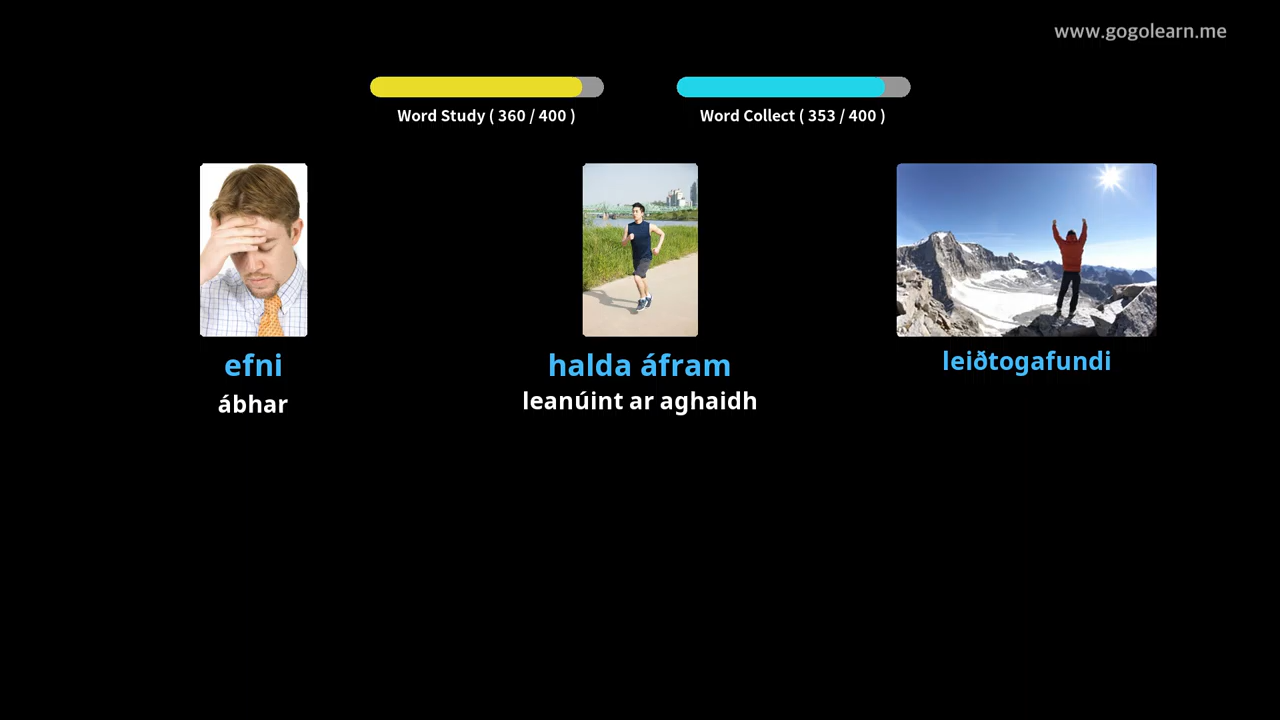 www.gogolearn.me
Word Study ( 360 / 400 )
Word Collect ( 353 / 400 )
efni
ábhar
halda áfram
leanúint ar aghaidh
leiðtogafundi